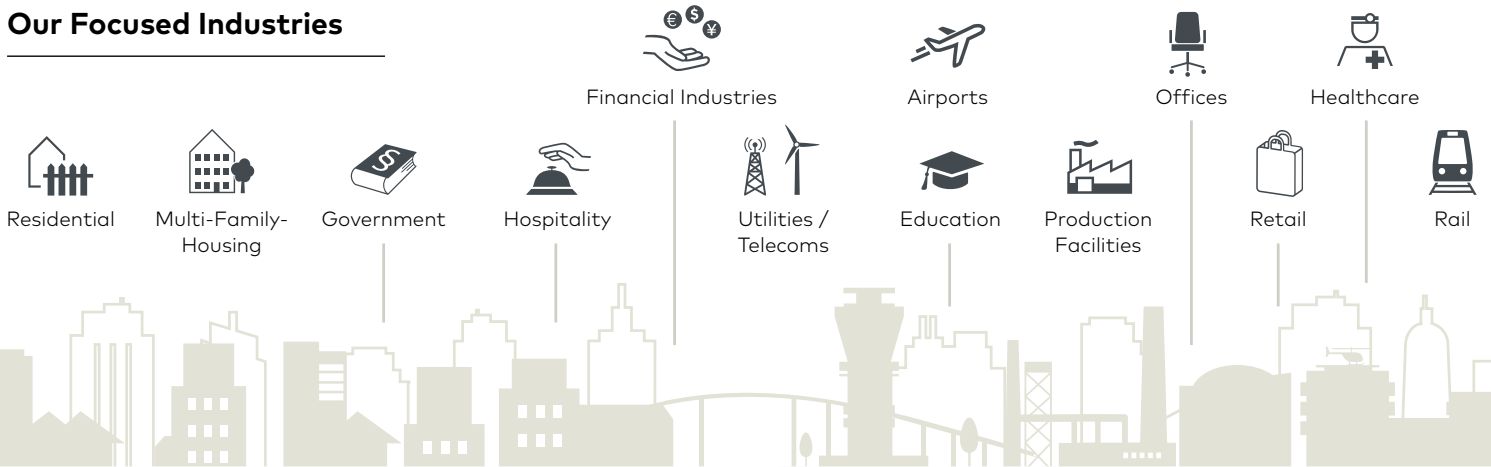 Our Focused Industries
€ $ ¥
Financial Industries
Airports
Offices
Healthcare
§
Residential
Multi-Family-
Housing
Government
Hospitality
Utilities /
Telecoms
Education
Production
Facilities
Retail
Rail